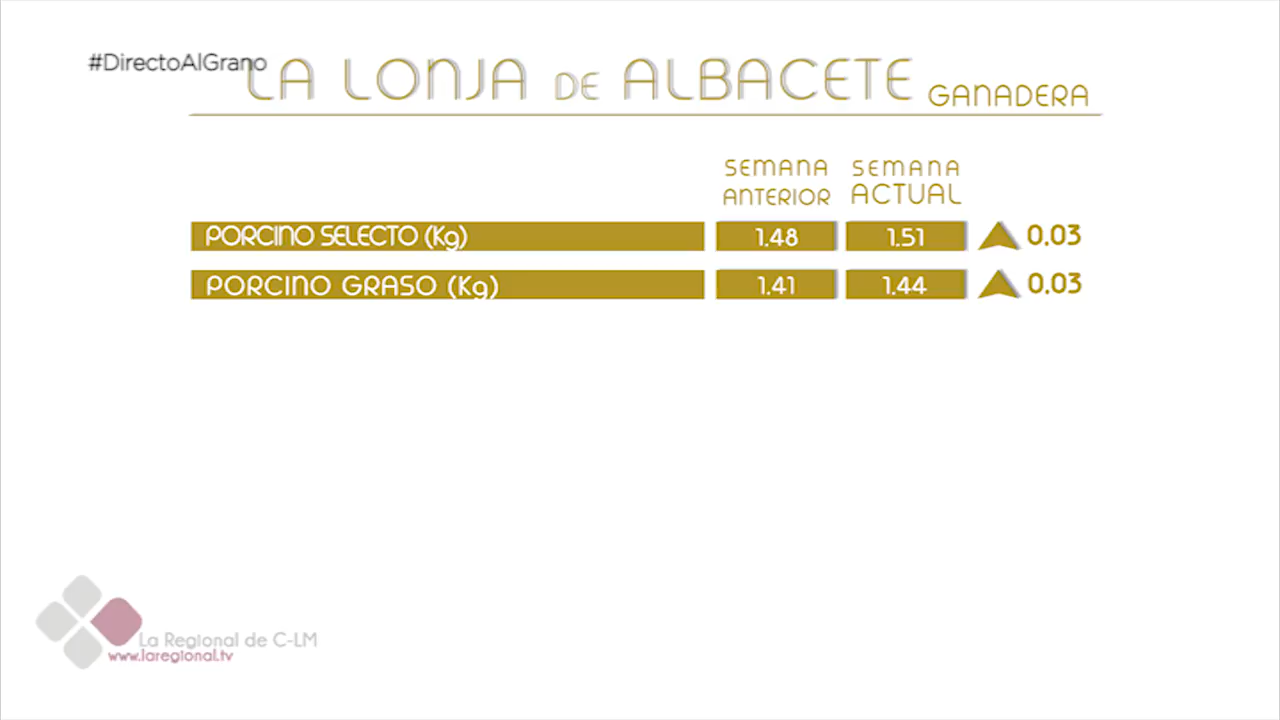 #DirectoAlGrano
LA LONJA DE ALBACETE GANADERA
SEMANA ANTERIOR SEMANA ACTUAL
PORCINO SELECTO (Kg) 1.48 1.51 0.03
PORCINO GRASO (Kg) 1.41 1.44 0.03
La Regional de C-LM
www.laregional.tv